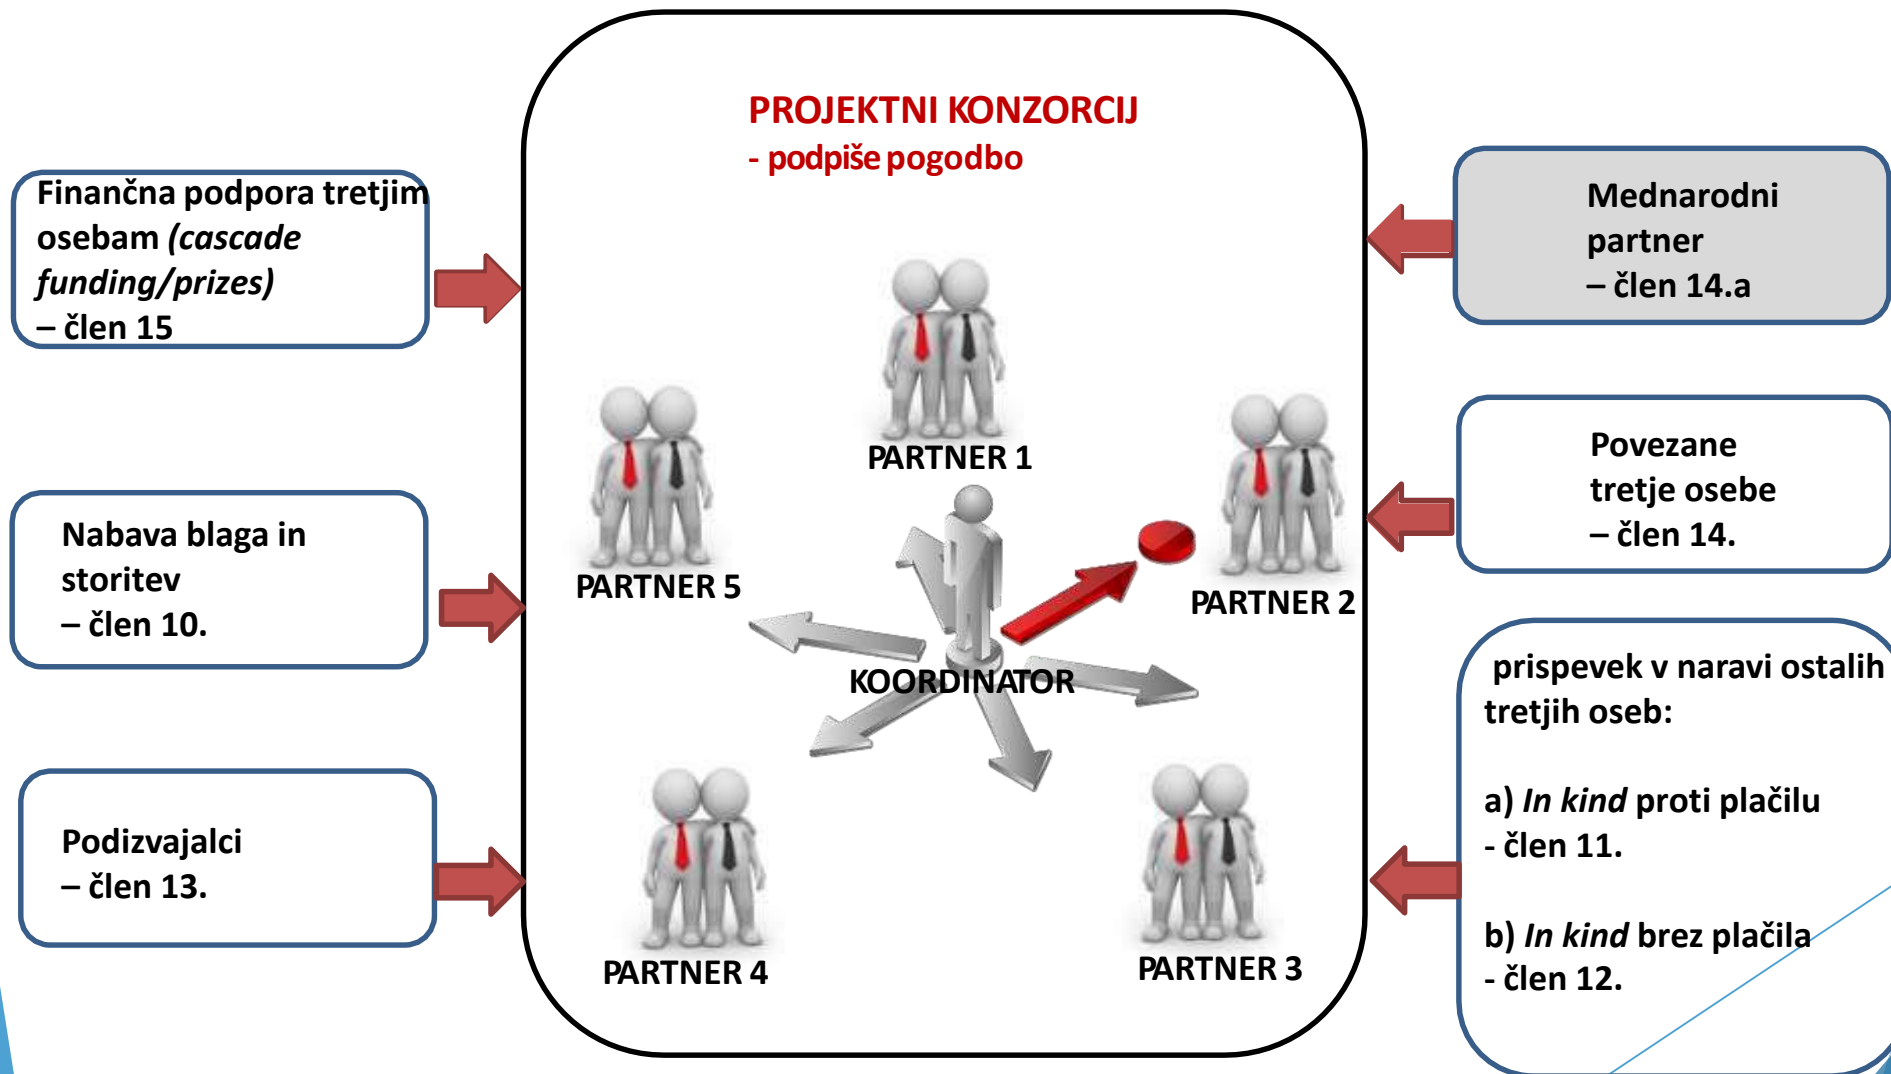 PROJEKTNI KONZORCIJ
- podpiše pogodbo
Finančna podpora tretjim
osebam (cascade
funding/prizes)
– člen 15
Nabava blaga in
storitev
– člen 10.
Podizvajalci
– člen 13.
PARTNER 1
PARTNER 5
PARTNER 2
KOORDINATOR
PARTNER 4
PARTNER 3
Mednarodni
partner
– člen 14.a
Povezane
tretje osebe
– člen 14.
prispevek v naravi ostalih
tretjih oseb:
a) In kind proti plačilu
- člen 11.
b) In kind brez plačila
- člen 12.